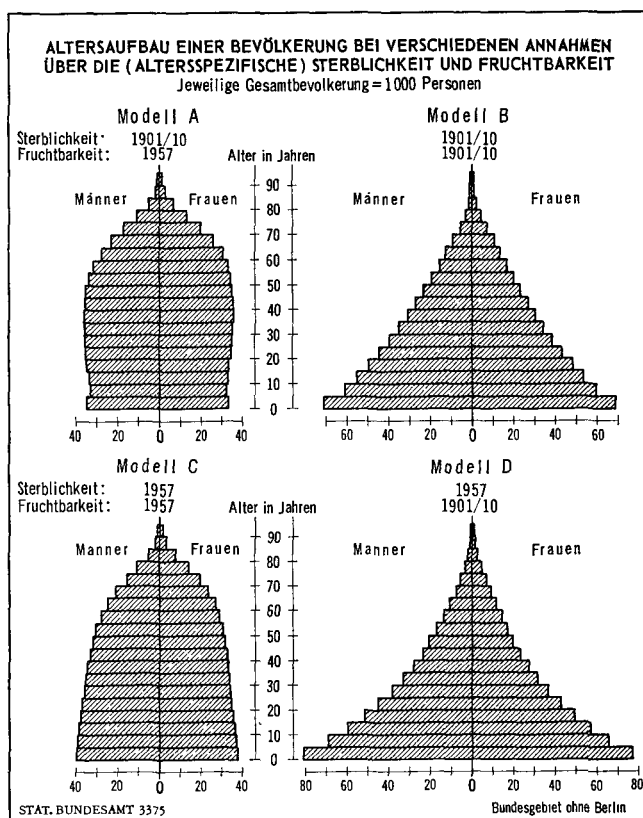 ALTERSAUFBAU EINER BEVÖLKERUNG BEI VERSCHIEDENEN ANNAHMEN
ÜBER DIE (ALTERSSPEZIFISCHE) STERBLICHKEIT UND FRUCHTBARKEIT
Jeweilige Gesamtbevolkerung = 1000 Personen
Modell A
Sterblichkeit: 1901/10
Fruchtbarkeit: 1957
Alter in Jahren
Männer Frauen
90
80
70
60
50
40
30
20
10
0
40 20 0 20 40
Modell B
1901/10
1901/10
Männer Frauen
60 40 20 0 20 40 60
Modell C
Sterblichkeit: 1957
Fruchtbarkeit: 1957
Alter in Jahren
Manner Frauen
90
80
70
60
50
40
30
20
10
0
40 20 0 20 40
Modell D
1957
1901/10
Manner Frauen
80 60 40 20 0 20 40 60 80
STAT. BUNDESAMT 3375
Bundesgebiet ohne Berlin